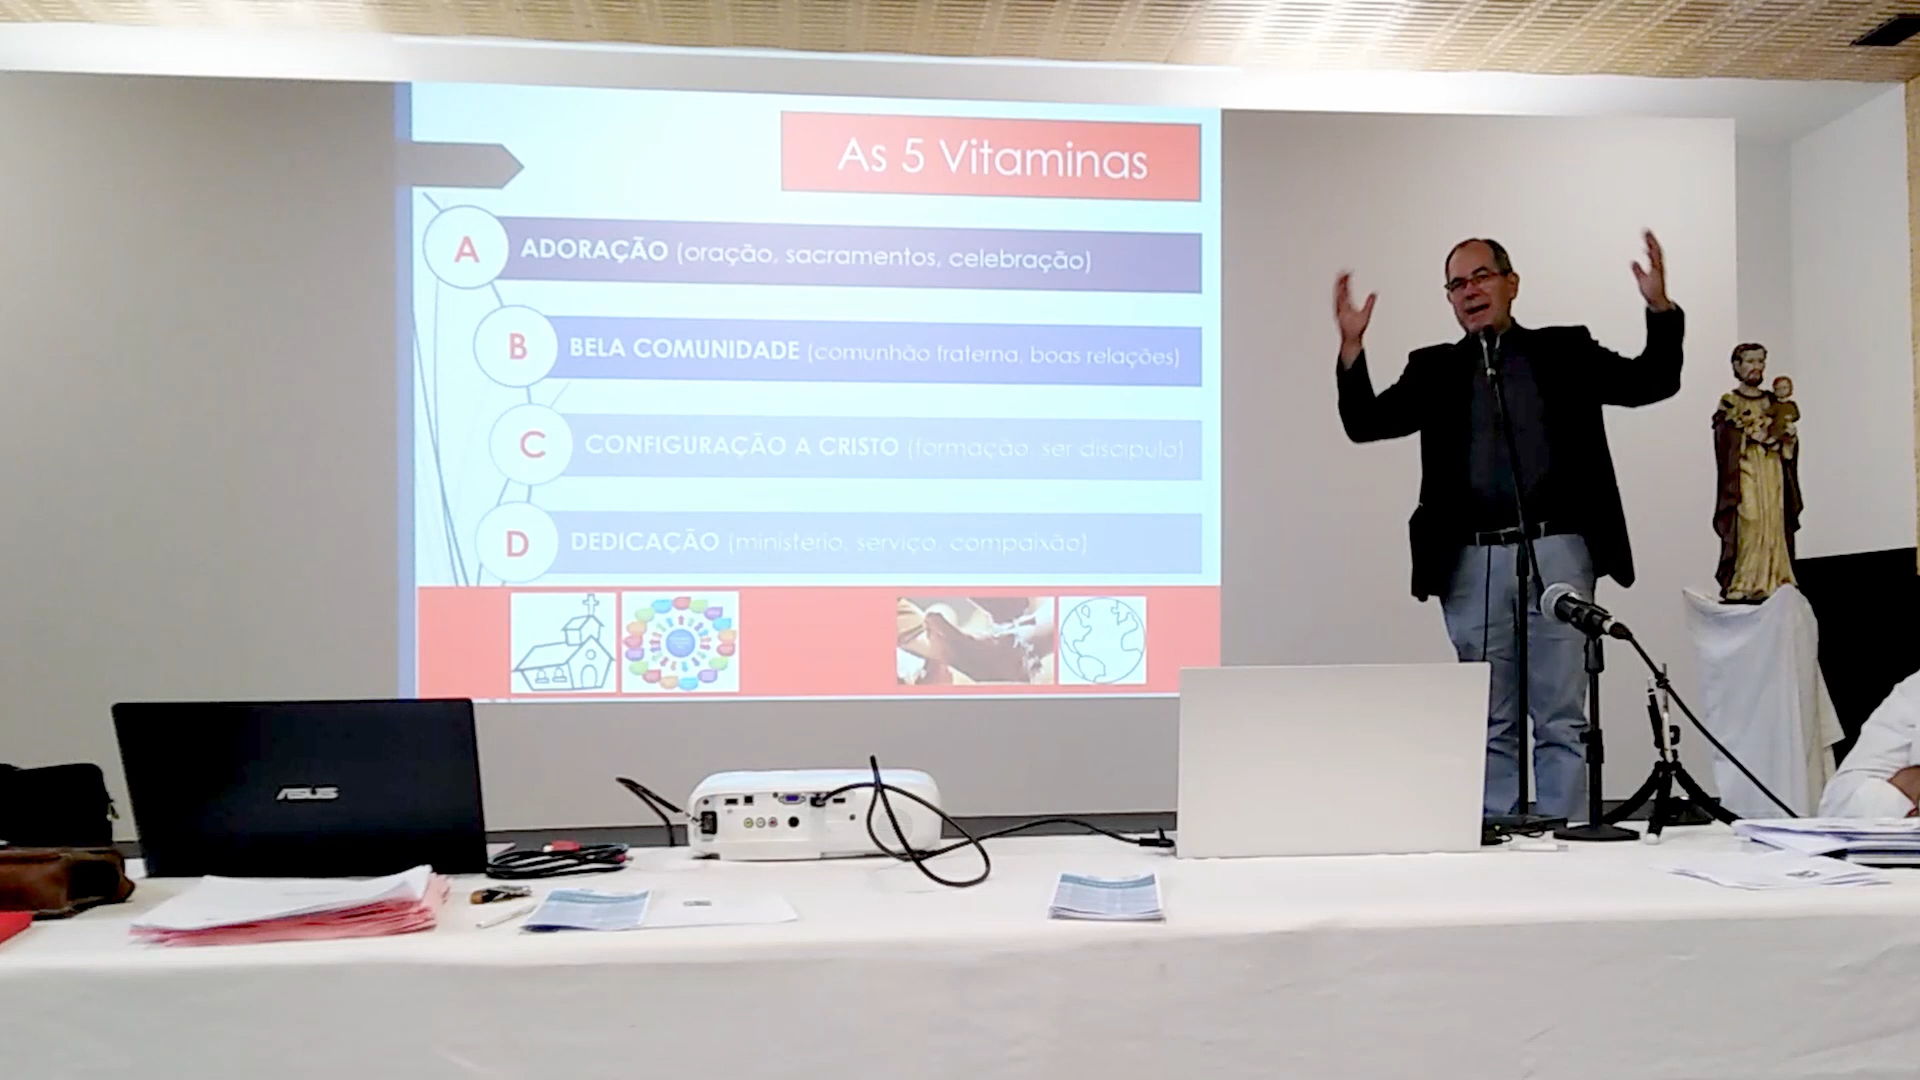 As 5 Vitaminas
A
ADORAÇÃO (oração, sacramentos, celebração)
B
BELA COMUNIDADE (comunhão fraterna, boas relações)
C
CONFIGURAÇÃO A CRISTO (formação, ser discípulo)
D
DEDICAÇÃO (ministério, serviço, compaixão)
ASUS